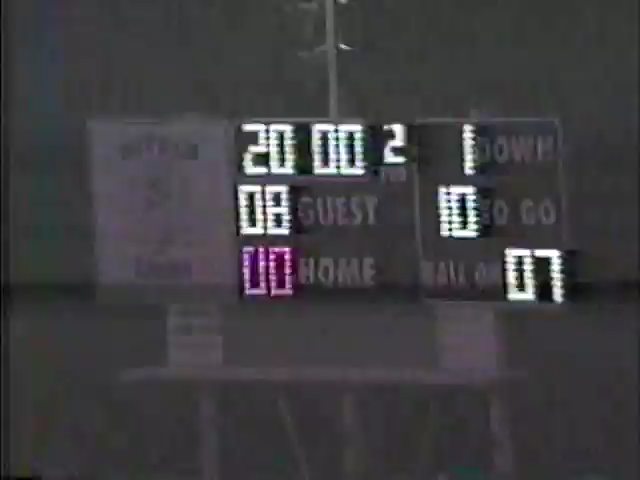 20 00 2
08 GUEST
00 HOME
1 DOWN
10 TO GO
BALL ON 07